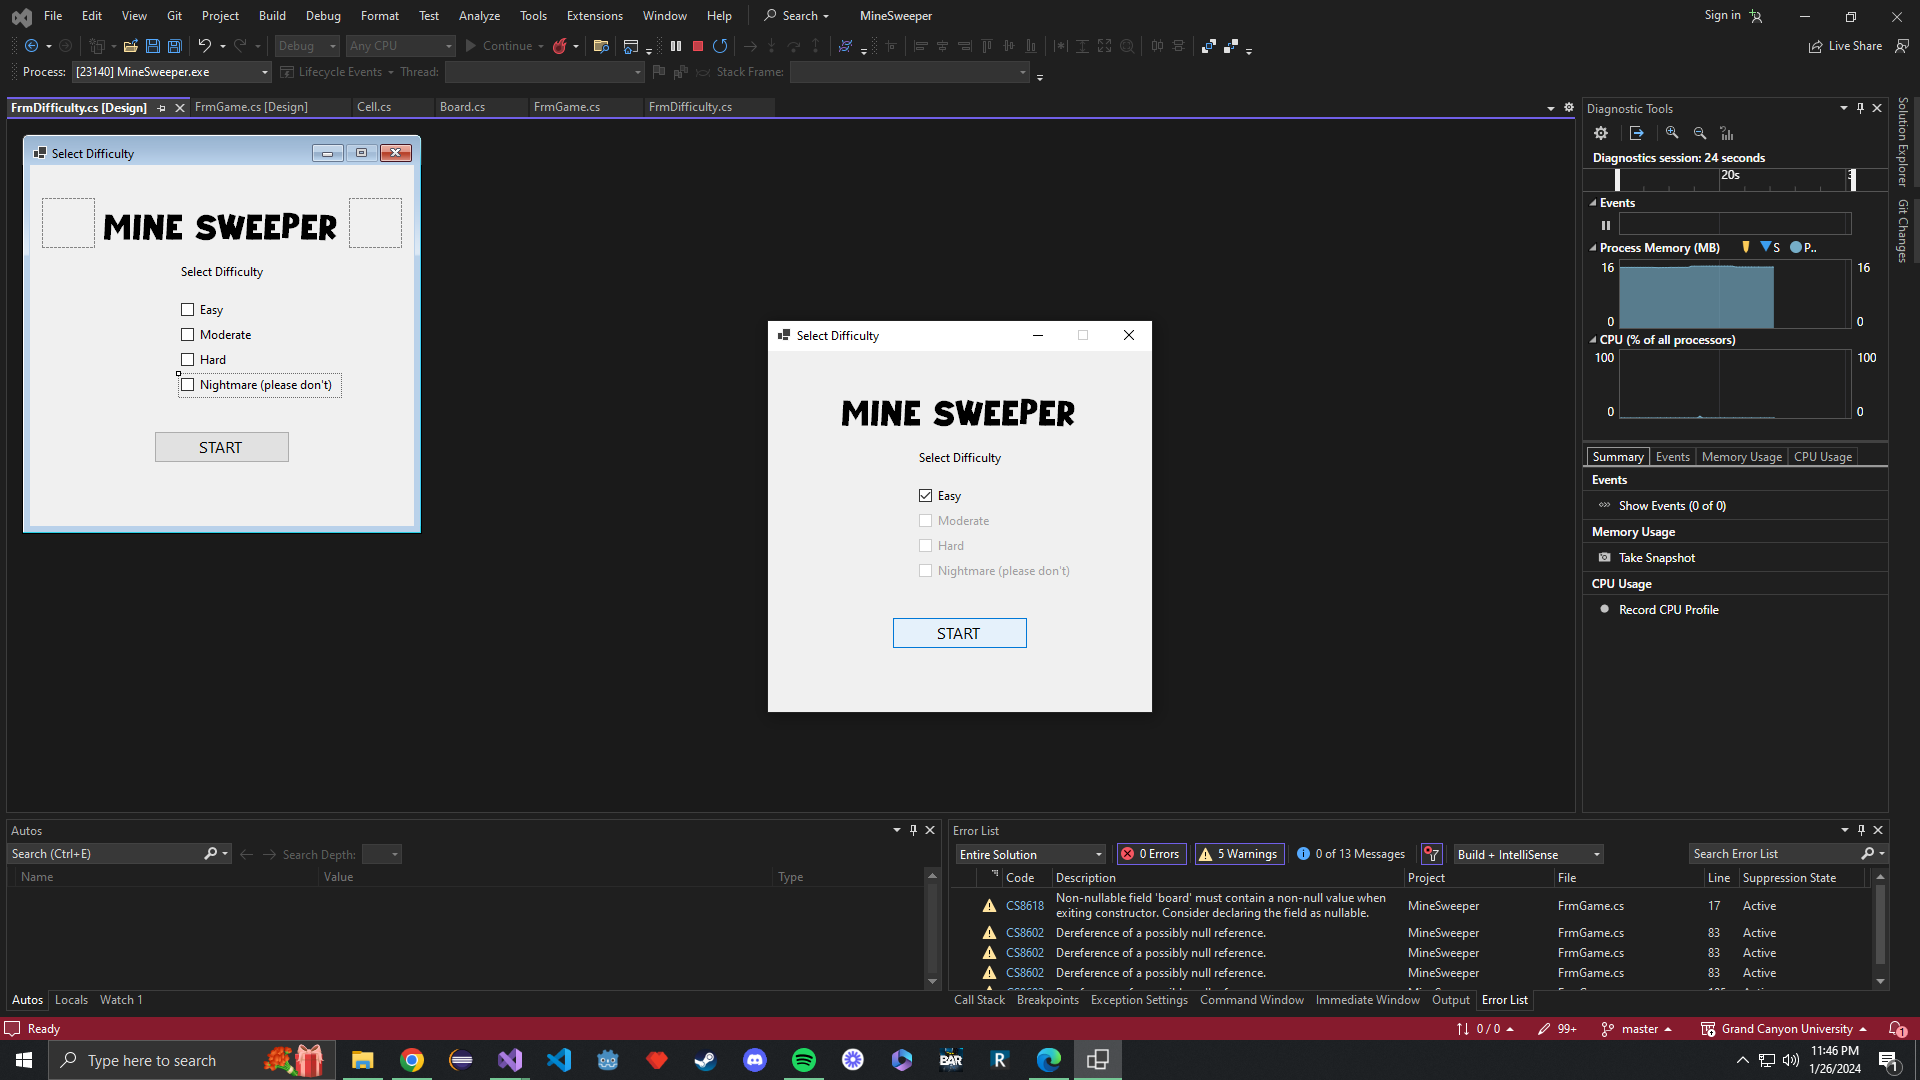 File Edit View Git Project Build Debug Format Test Analyze Tools Extensions Window Help Search MineSweeper Sign in
Debug Any CPU Continue Live Share
Process: [23140] MineSweeper.exe Lifecycle Events Thread: Stack Frame:
FrmDifficulty.cs [Design] FrmGame.cs [Design] Cell.cs Board.cs FrmGame.cs FrmDifficulty.cs
Select Difficulty
MINE SWEEPER
Select Difficulty
Easy
Moderate
Hard
Nightmare (please don't)
START
Select Difficulty
MINE SWEEPER
Select Difficulty
Easy
Moderate
Hard
Nightmare (please don't)
START
Diagnostic Tools
Diagnostics session: 24 seconds
20s
Events
Process Memory (MB) S P..
16 16
0 0
CPU (% of all processors)
100 100
0 0
Summary Events Memory Usage CPU Usage
Events
Show Events (0 of 0)
Memory Usage
Take Snapshot
CPU Usage
Record CPU Profile
Solution Explorer
Git Changes
Autos
Search (Ctrl+E) Search Depth:
Name Value Type
Autos Locals Watch 1
Error List
Entire Solution 0 Errors 5 Warnings 0 of 13 Messages Build + IntelliSense Search Error List
Code Description Project File Line Suppression State
CS8618 Non-nullable field 'board' must contain a non-null value when exiting constructor. Consider declaring the field as nullable. MineSweeper FrmGame.cs 17 Active
CS8602 Dereference of a possibly null reference. MineSweeper FrmGame.cs 83 Active
CS8602 Dereference of a possibly null reference. MineSweeper FrmGame.cs 83 Active
CS8602 Dereference of a possibly null reference. MineSweeper FrmGame.cs 83 Active
Call Stack Breakpoints Exception Settings Command Window Immediate Window Output Error List
Ready 0 / 0 99+ master Grand Canyon University 1
Type here to search BAR R 11:46 PM
1/26/2024 1